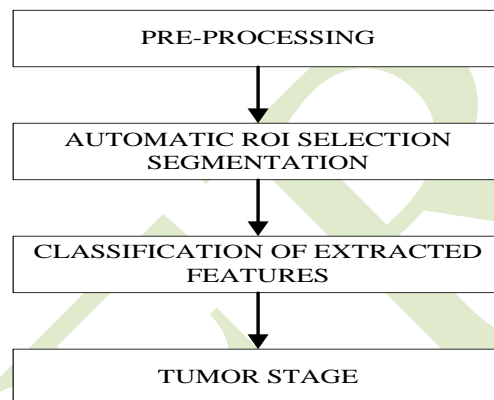 PRE-PROCESSING
AUTOMATIC ROI SELECTION
SEGMENTATION
CLASSIFICATION OF EXTRACTED
FEATURES
TUMOR STAGE